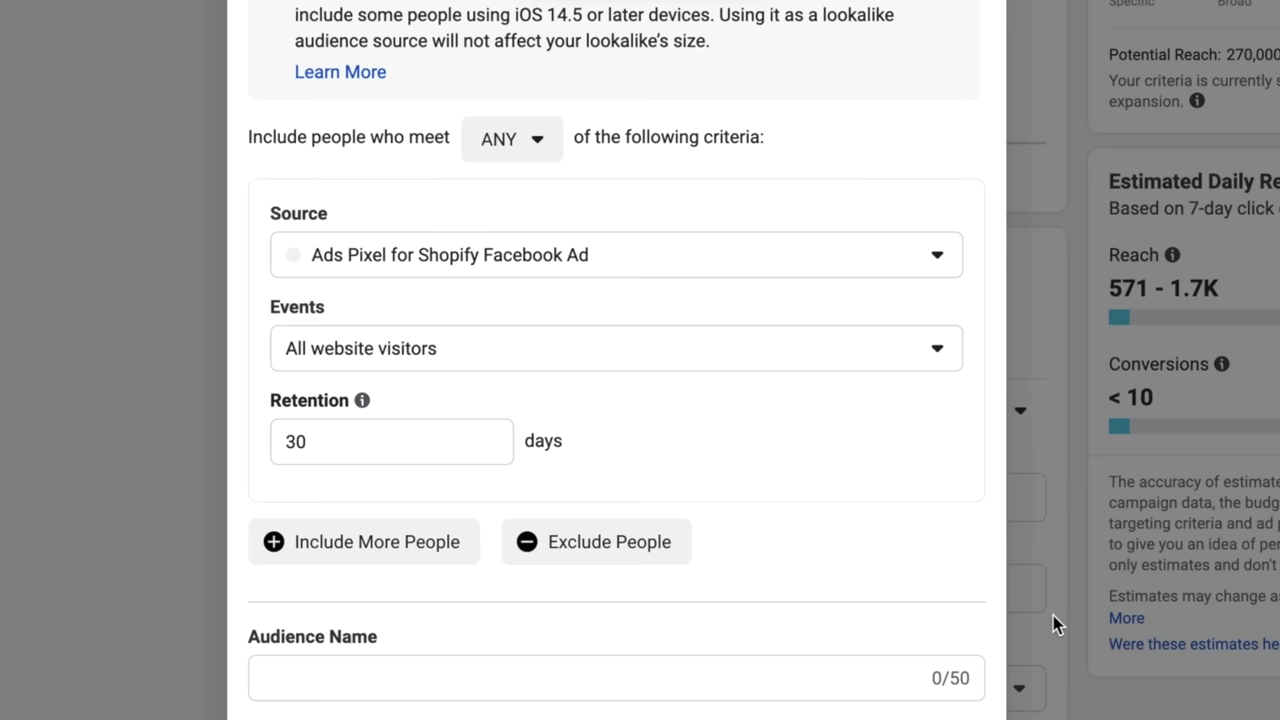 include some people using iOS 14.5 or later devices. Using it as a lookalike
audience source will not affect your lookalike's size.
Learn More
Include people who meet ANY of the following criteria:
Source
Ads Pixel for Shopify Facebook Ad
Events
All website visitors
Retention
30 days
Include More People Exclude People
Audience Name
0/50
Specific Broad
Potential Reach: 270,000
Your criteria is currently
expansion.
Estimated Daily
Based on 7-day click
Reach
571 - 1.7K
Conversions
< 10
The accuracy of
campaign data, the
targeting criteria and ad
to give you an idea of
only estimates and don't
Estimates may change
More
Were these estimates